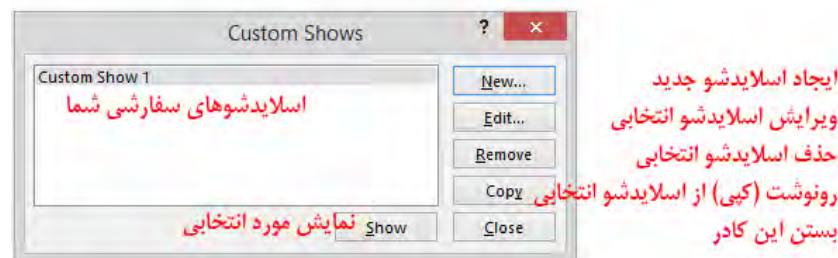 Custom Shows ?
Custom Show 1
اسلایدشوهای سفارشی شما
New... ایجاد اسلایدشو جدید
Edit... ویرایش اسلایدشو انتخابی
Remove حذف اسلایدشو انتخابی
Copy رونوشت (کپی) از اسلایدشو انتخابی
نمایش مورد انتخابی Show
Close بستن این کادر